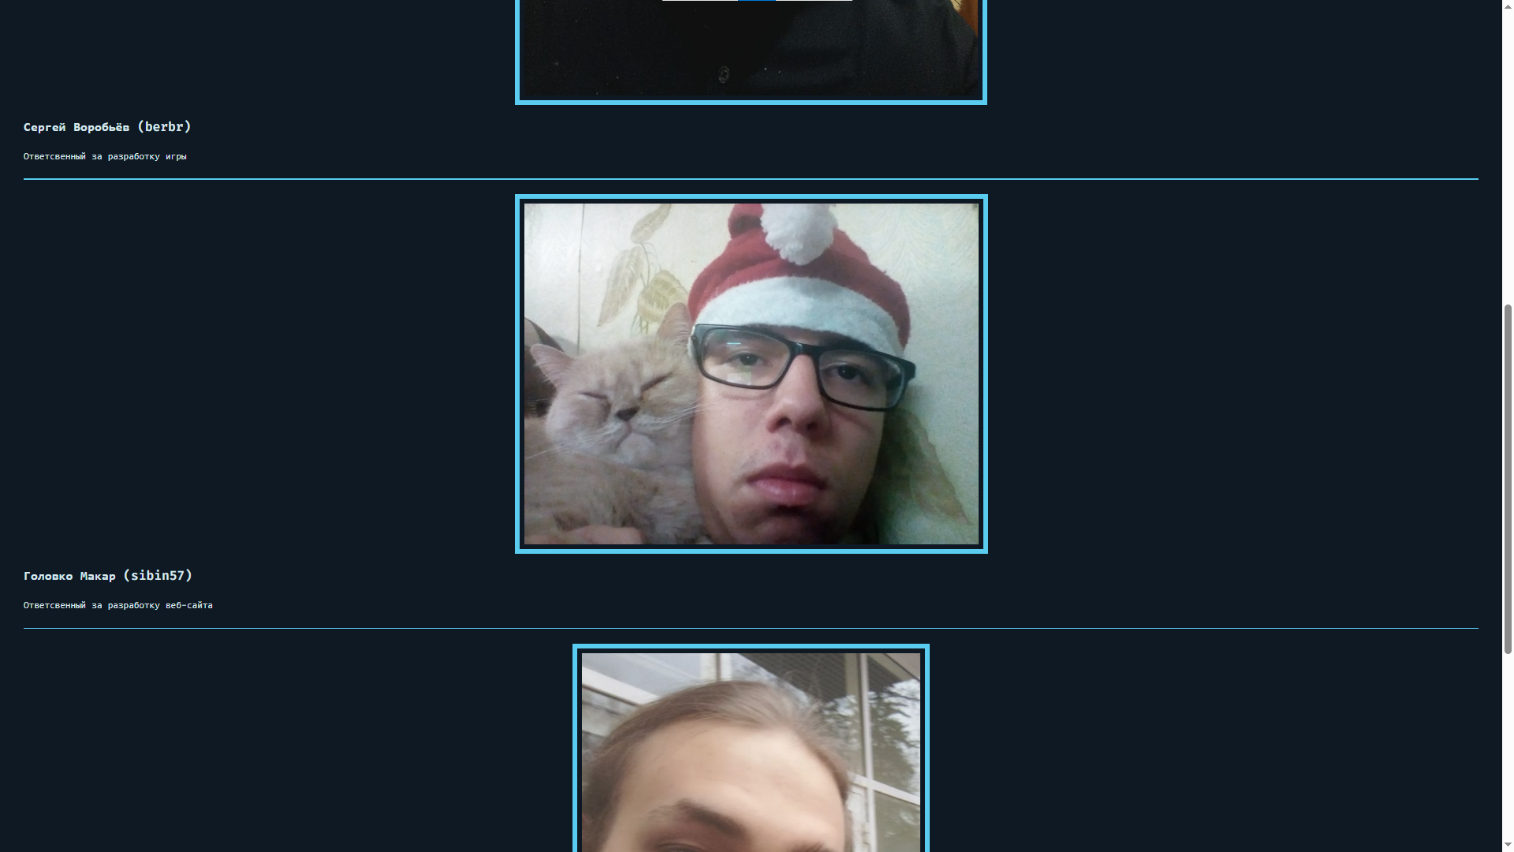 Сергей Воробьёв (berbr)
Ответсвенный за разработку игры
Головко Макар (sibin57)
Ответсвенный за разработку веб-сайта